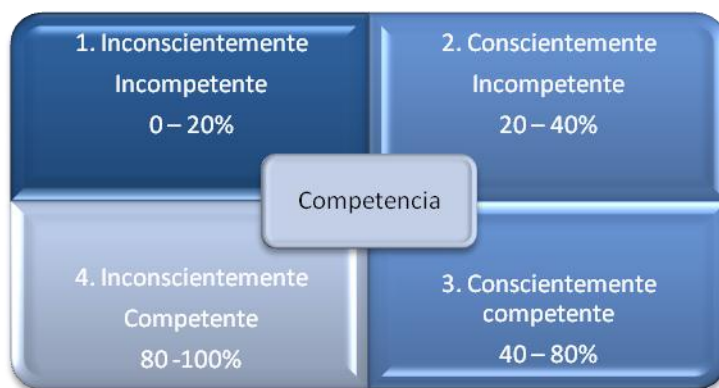 1. Inconscientemente
Incompetente
0 – 20%
2. Conscientemente
Incompetente
20 – 40%
Competencia
4. Inconscientemente
Competente
80 -100%
3. Conscientemente
competente
40 – 80%